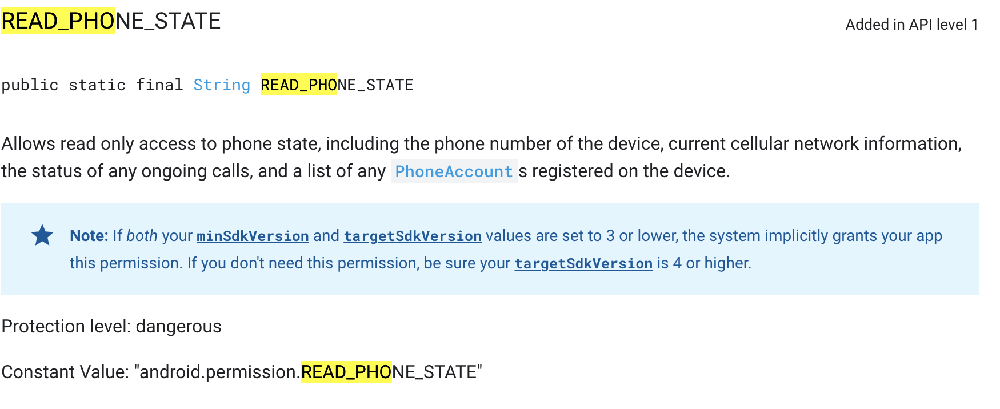 READ_PHONE_STATE
Added in API level 1
public static final String READ_PHONE_STATE
Allows read only access to phone state, including the phone number of the device, current cellular network information,
the status of any ongoing calls, and a list of any PhoneAccounts registered on the device.
Note: If both your minSdkVersion and targetSdkVersion values are set to 3 or lower, the system implicitly grants your app
this permission. If you don't need this permission, be sure your targetSdkVersion is 4 or higher.
Protection level: dangerous
Constant Value: "android.permission.READ_PHONE_STATE"